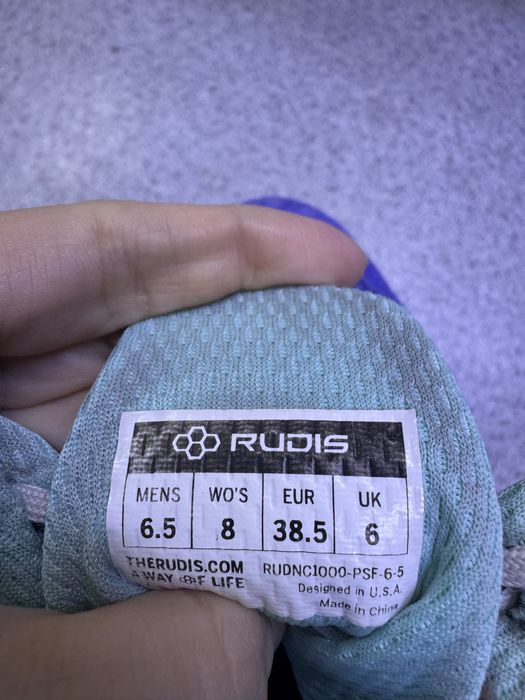 RUDIS
MENS WO'S EUR UK
6.5 8 38.5 6
THERUDIS.COM RUDNC1000-PSF-6-5
A WAY OF LIFE Designed in U.S.A.
Made in China